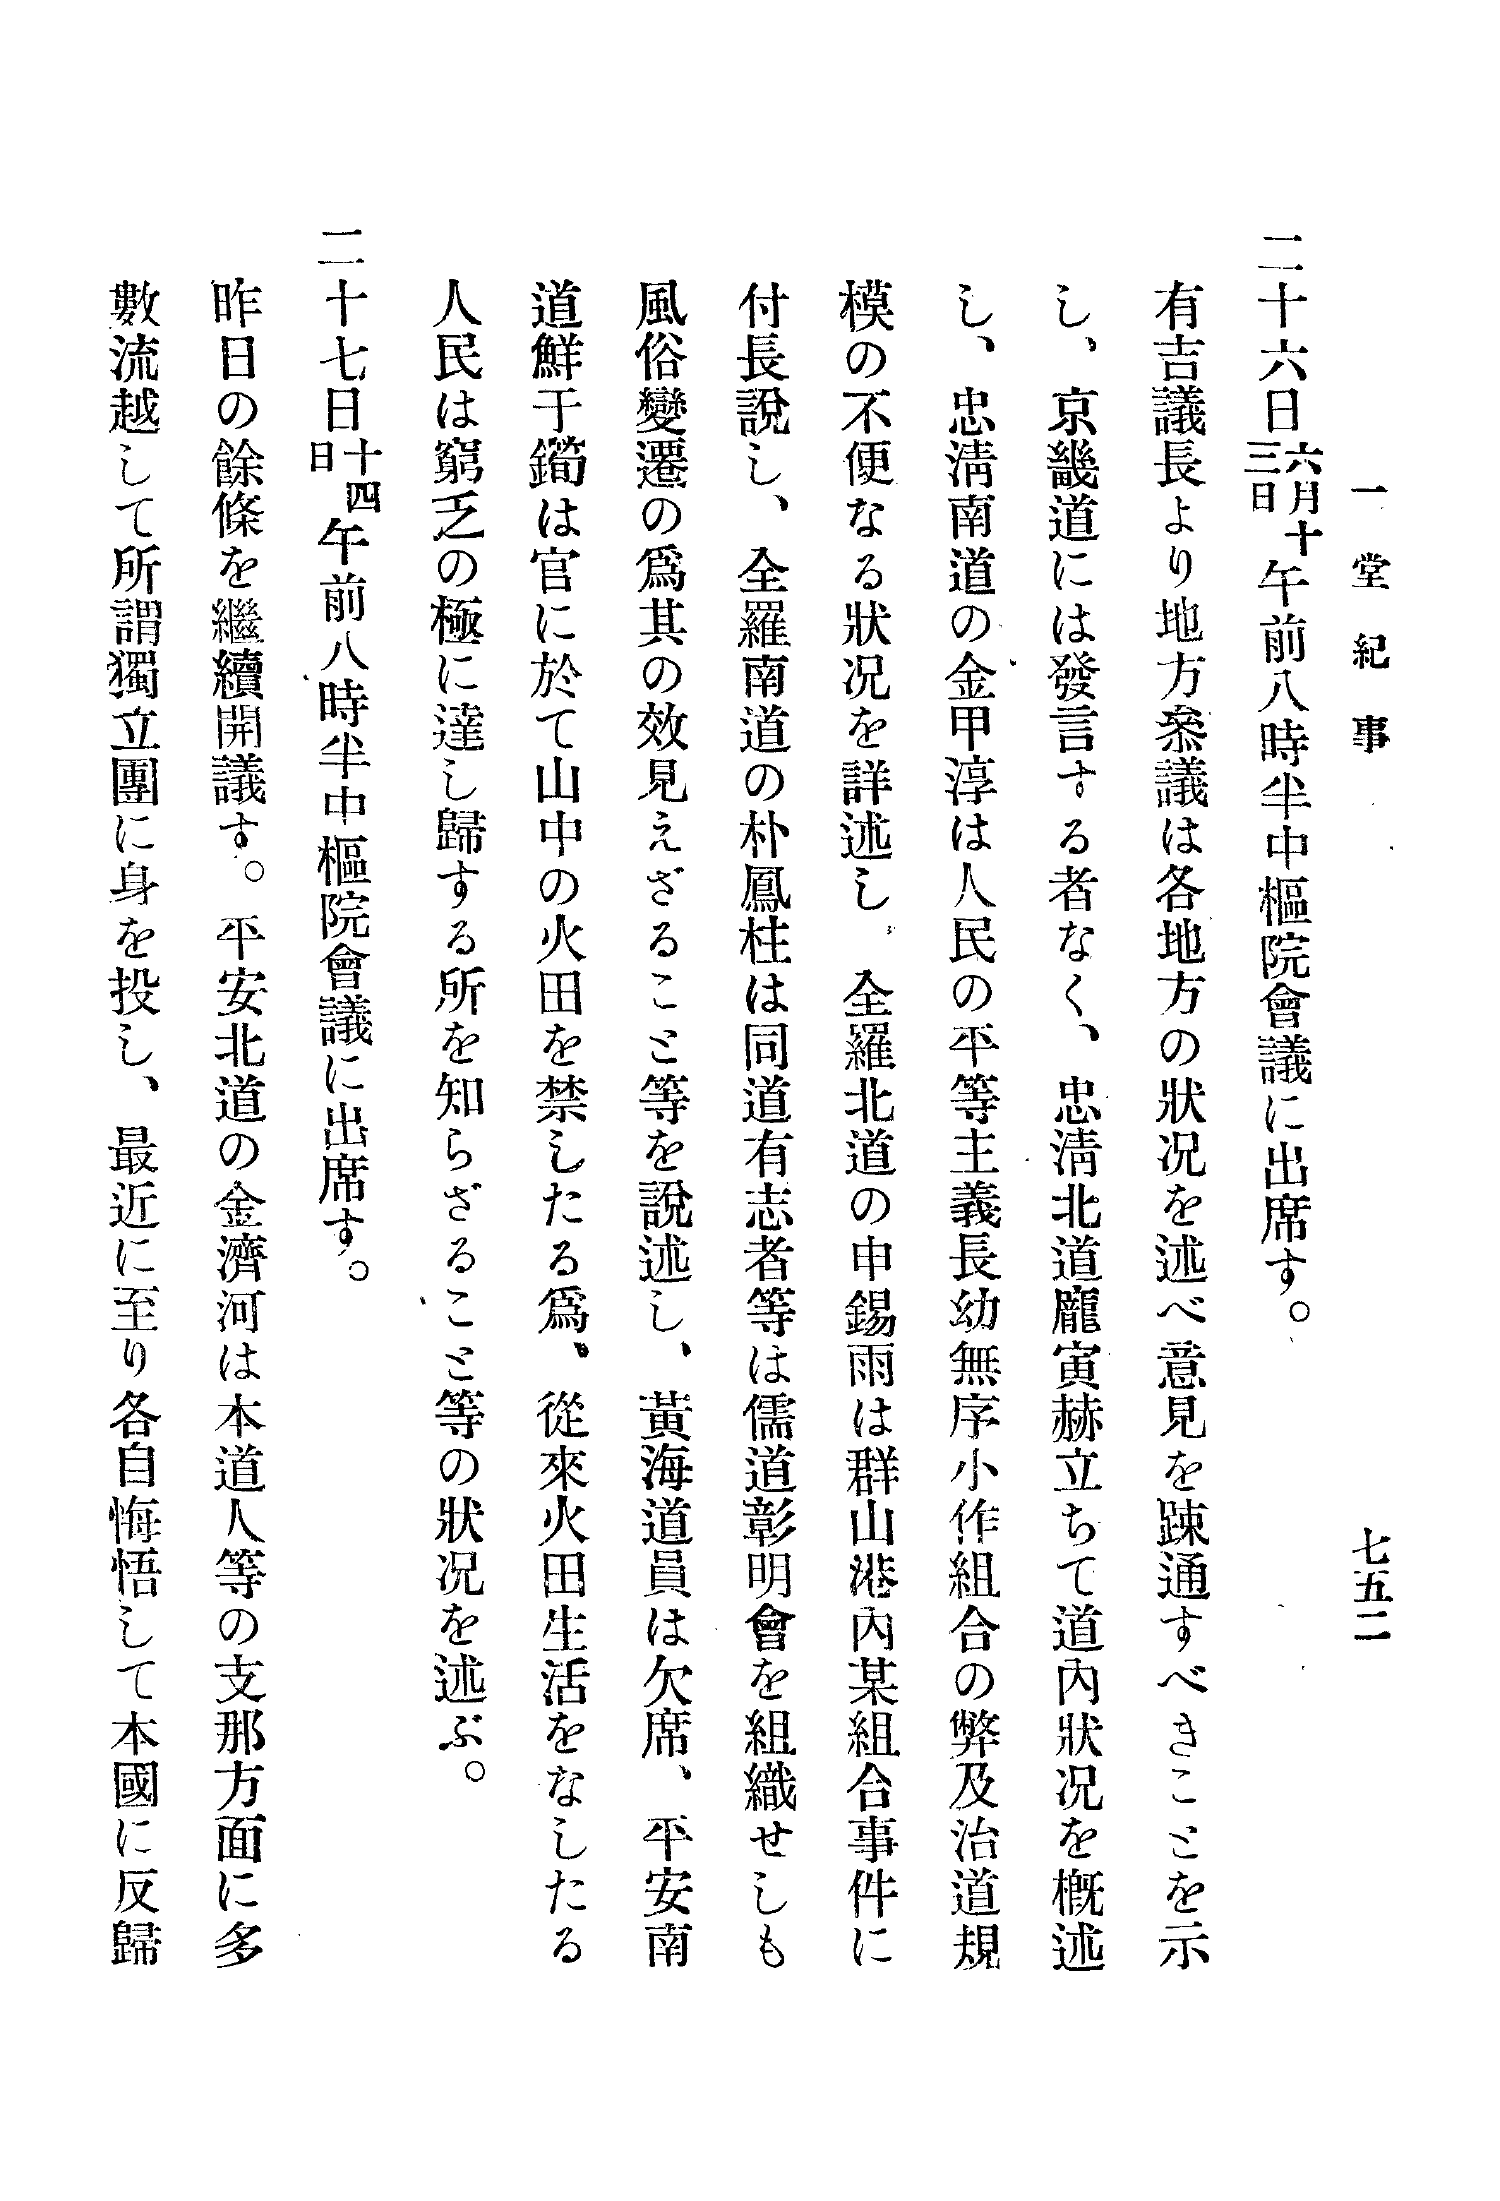 一堂紀事　七五二
二十六日六月十三日午前八時半中樞院會議に出席す。
有吉議長より地方叅議は各地方の狀况を述べ意見を踈通すべきことを示
し、京畿道には發言する者なく、忠淸北道龐寅赫立ちて道內狀况を槪述
し、忠淸南道の金甲淳は人民の平等主義長幼無序小作組合の弊及治道規
模の不便なる狀况を詳述し、全羅北道の申錫雨は群山港內某組合事件に
付長說し、全羅南道の朴鳳柱は同道有志者等は儒道彰明會を組織せしも
風俗變遷の爲其の效見えざること等を說述し、黃海道員は欠席、平安南
道鮮于䥧は官に於て山中の火田を禁したる爲、從來火田生活をなしたる
人民は窮乏の極に達し歸する所を知らざること等の狀况を述ぶ。
二十七日十四日午前八時半中樞院會議に出席す。
昨日の餘條を繼續開議す。平安北道の金濟河は本道人等の支那方面に多
數流越して所謂獨立團に身を投し、最近に至り各自悔悟して本國に反歸